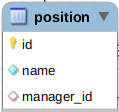 position
id
name
manager_id